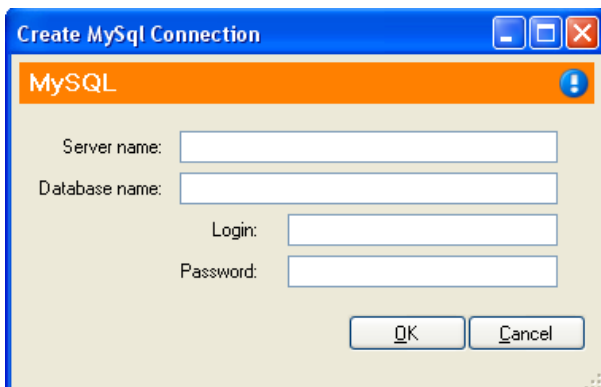 Create MySql Connection
MySQL
Server name:
Database name:
Login:
Password:
OK Cancel